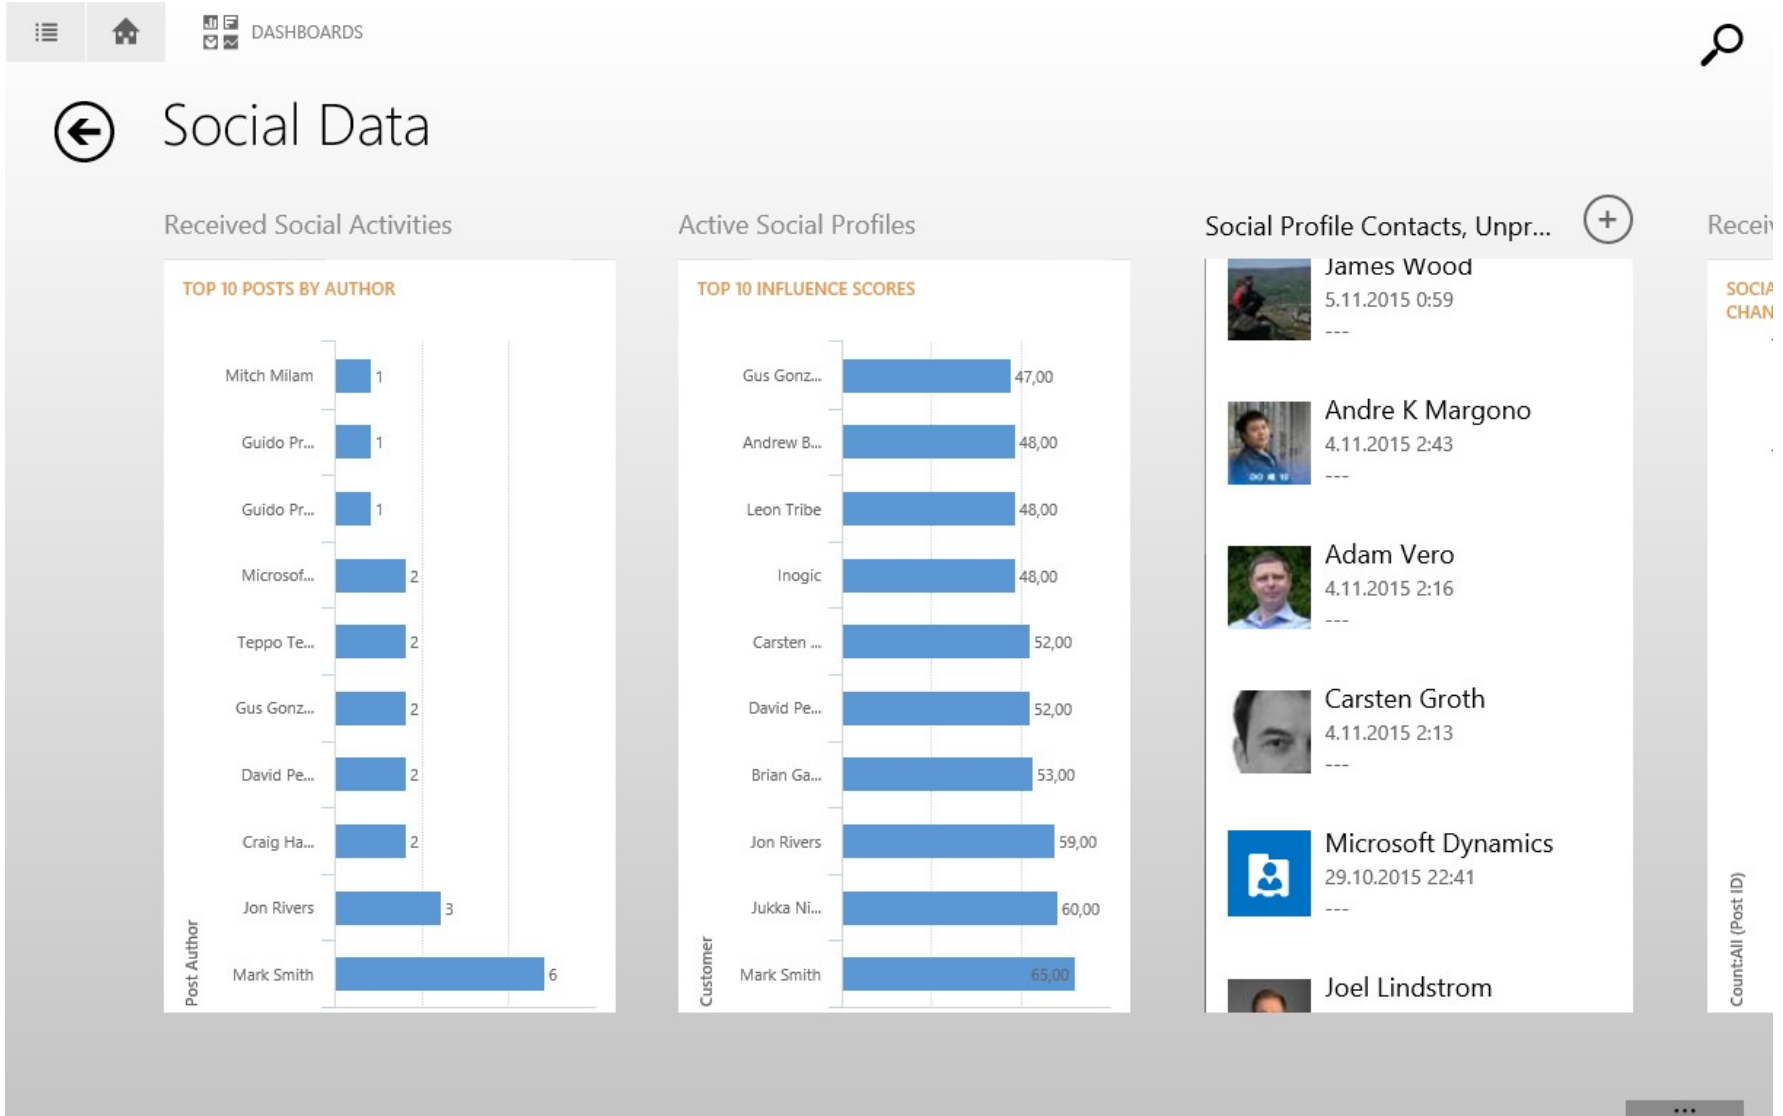 DASHBOARDS
Social Data
Received Social Activities
TOP 10 POSTS BY AUTHOR
Mitch Milam 1
Guido Pr... 1
Guido Pr... 1
Microsof... 2
Teppo Te... 2
Gus Gonz... 2
David Pe... 2
Craig Ha... 2
Jon Rivers 3
Mark Smith 6
Post Author
Active Social Profiles
TOP 10 INFLUENCE SCORES
Gus Gonz... 47,00
Andrew B... 48,00
Leon Tribe 48,00
Inogic 48,00
Carsten ... 52,00
David Pe... 52,00
Brian Ga... 53,00
Jon Rivers 59,00
Jukka Ni... 60,00
Mark Smith 65,00
Customer
Social Profile Contacts, Unpr...
James Wood
5.11.2015 0:59
---
Andre K Margono
4.11.2015 2:43
---
Adam Vero
4.11.2015 2:16
---
Carsten Groth
4.11.2015 2:13
---
Microsoft Dynamics
29.10.2015 22:41
---
Joel Lindstrom
Recei
SOCIA
CHAN
Count:All (Post ID)
...